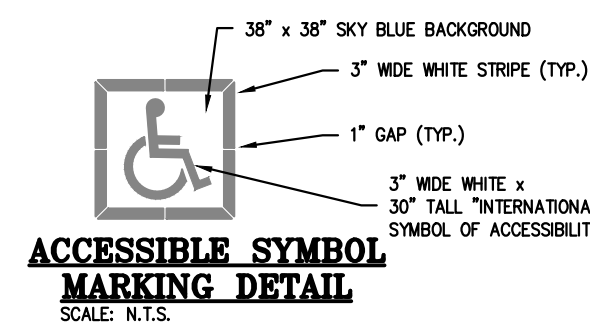 38" x 38" SKY BLUE BACKGROUND
3" WIDE WHITE STRIPE (TYP.)
1" GAP (TYP.)
3" WIDE WHITE x
30" TALL "INTERNATIONA
SYMBOL OF ACCESSIBILIT
ACCESSIBLE SYMBOL
MARKING DETAIL
SCALE: N.T.S.